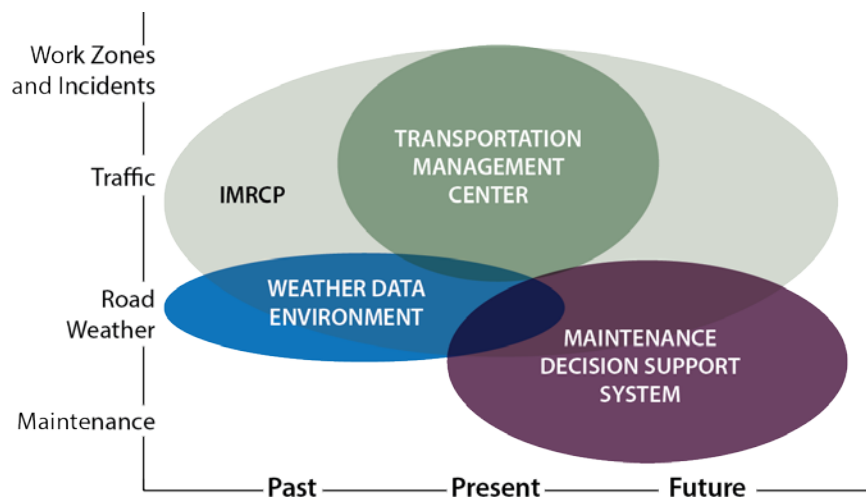 Work Zones
and Incidents
TRANSPORTATION
MANAGEMENT
CENTER
Traffic
IMRCP
WEATHER DATA
ENVIRONMENT
Road
Weather
MAINTENANCE
DECISION SUPPORT
SYSTEM
Maintenance
Past
Present
Future